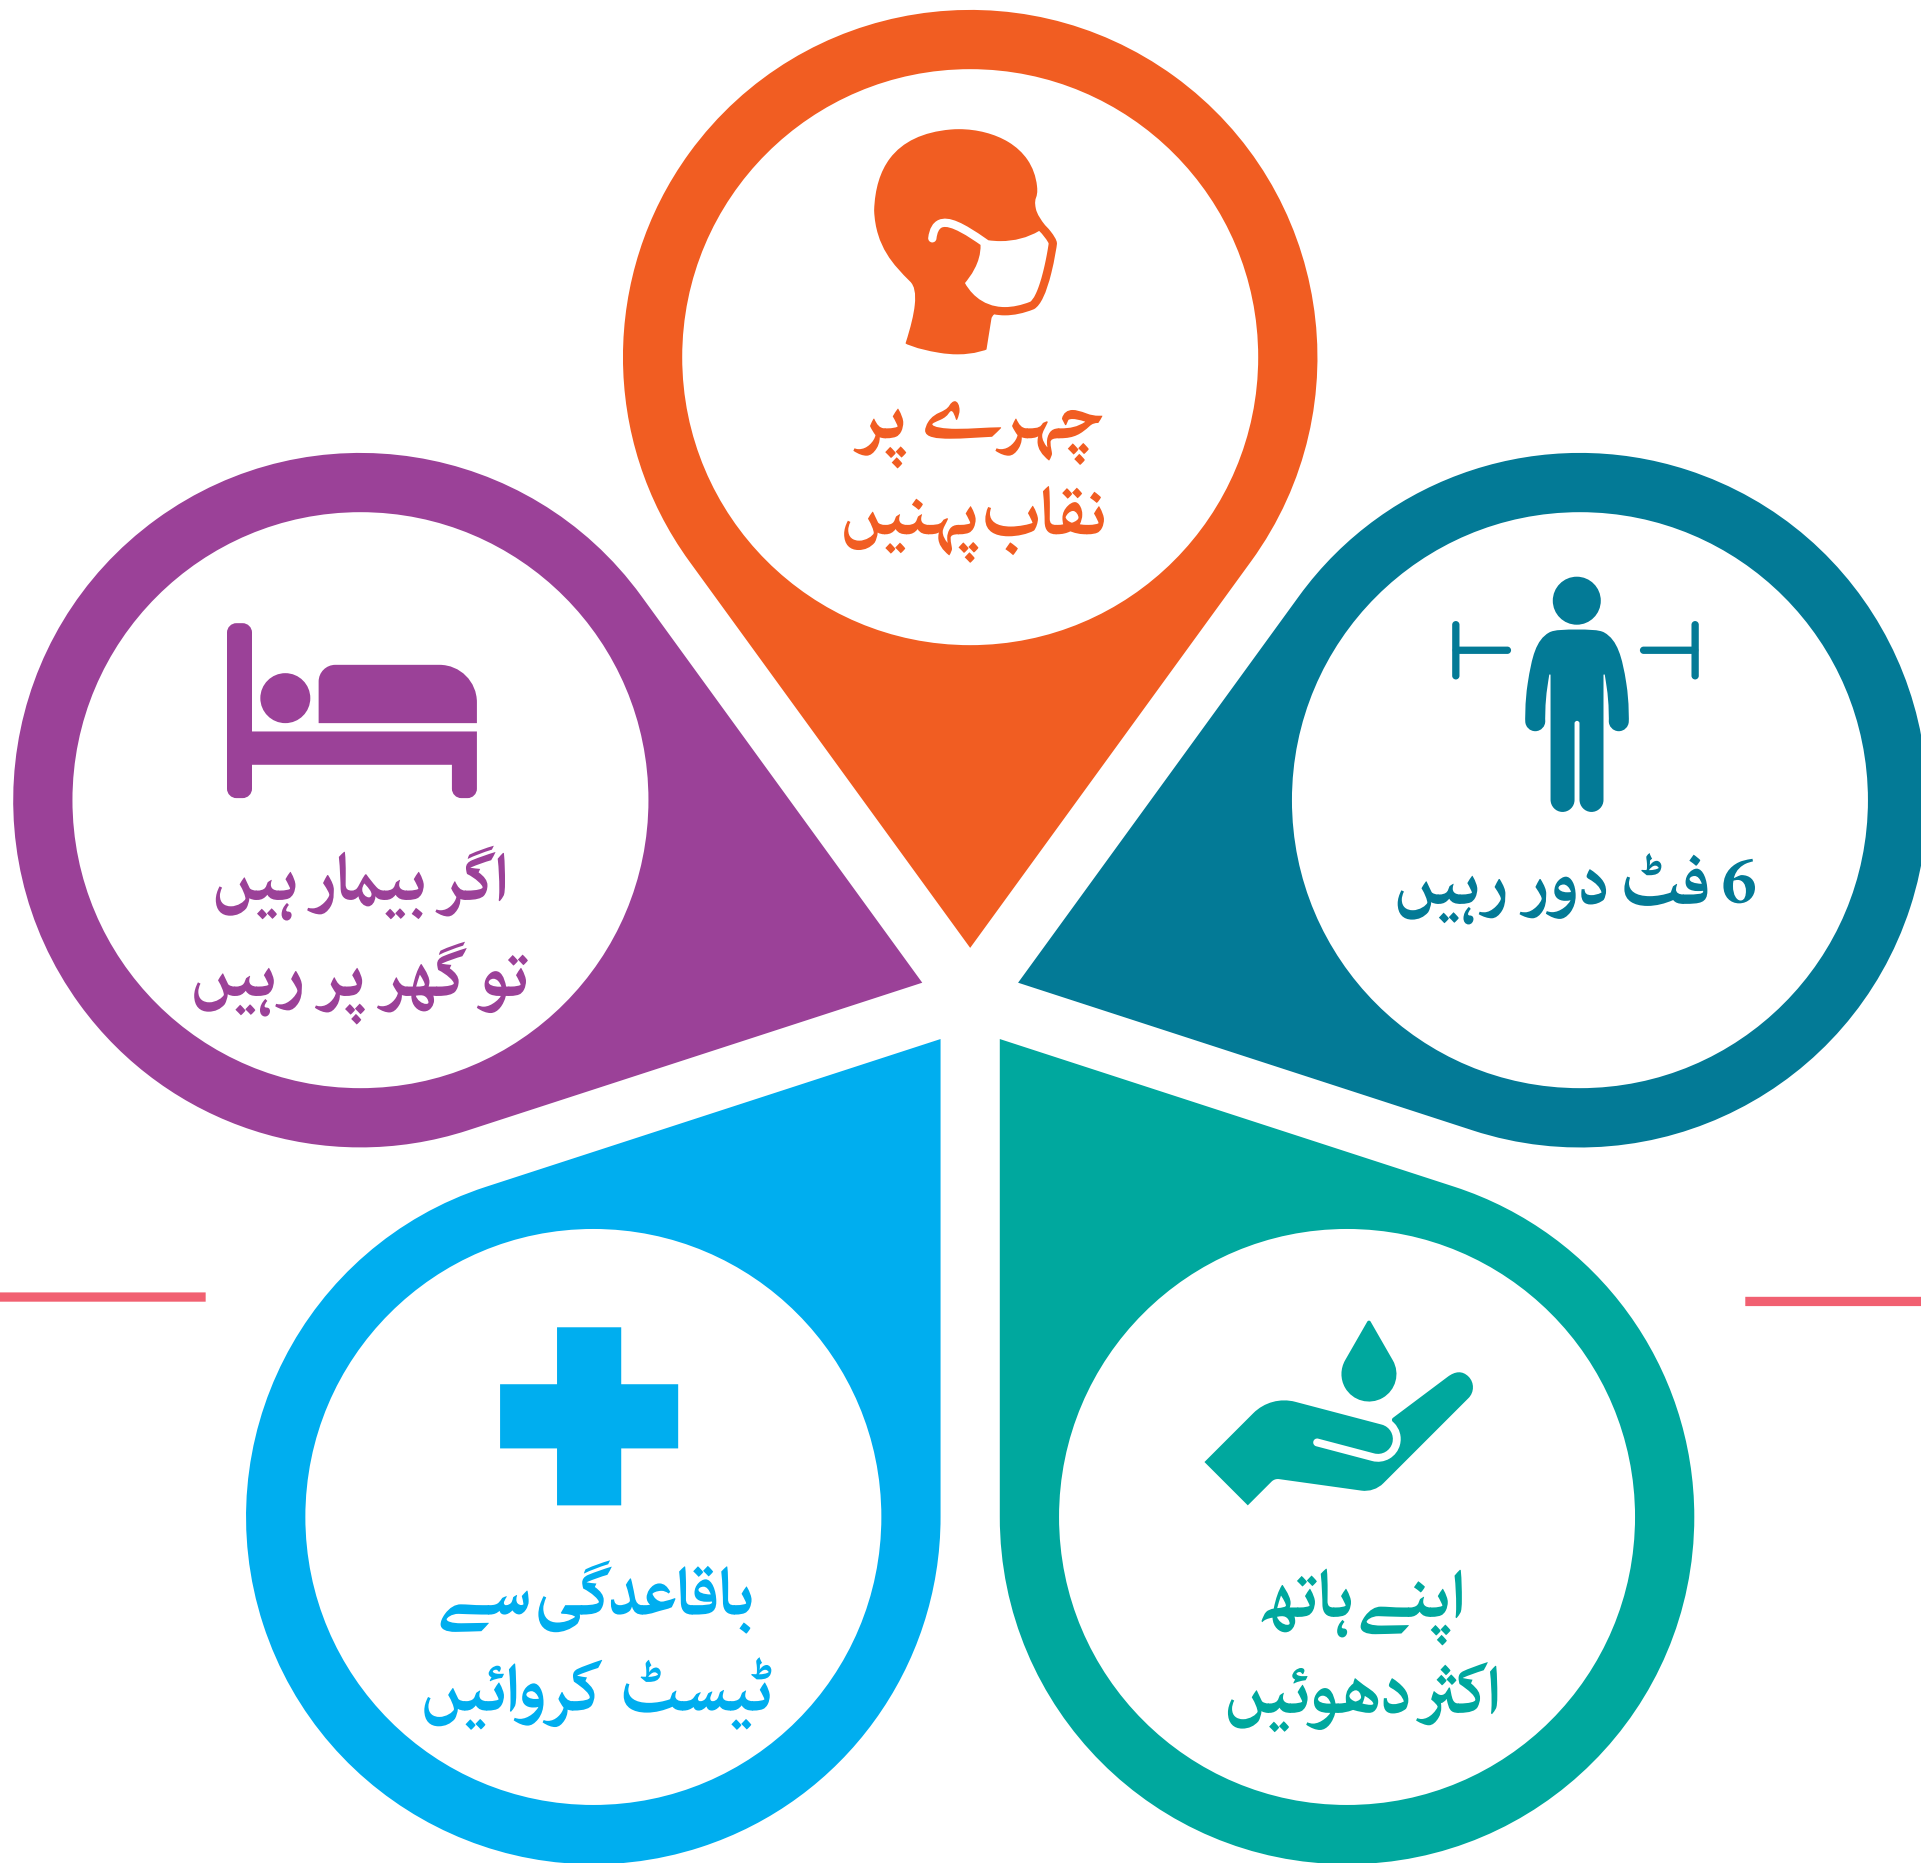 چہرے پر
نقاب پہنیں
6 فٹ دور رہیں
اگر بیمار ہیں
تو گھر پر رہیں
اپنے ہاتھ
اکثر دھوئیں
باقاعدگی سے
ٹیسٹ کروائیں